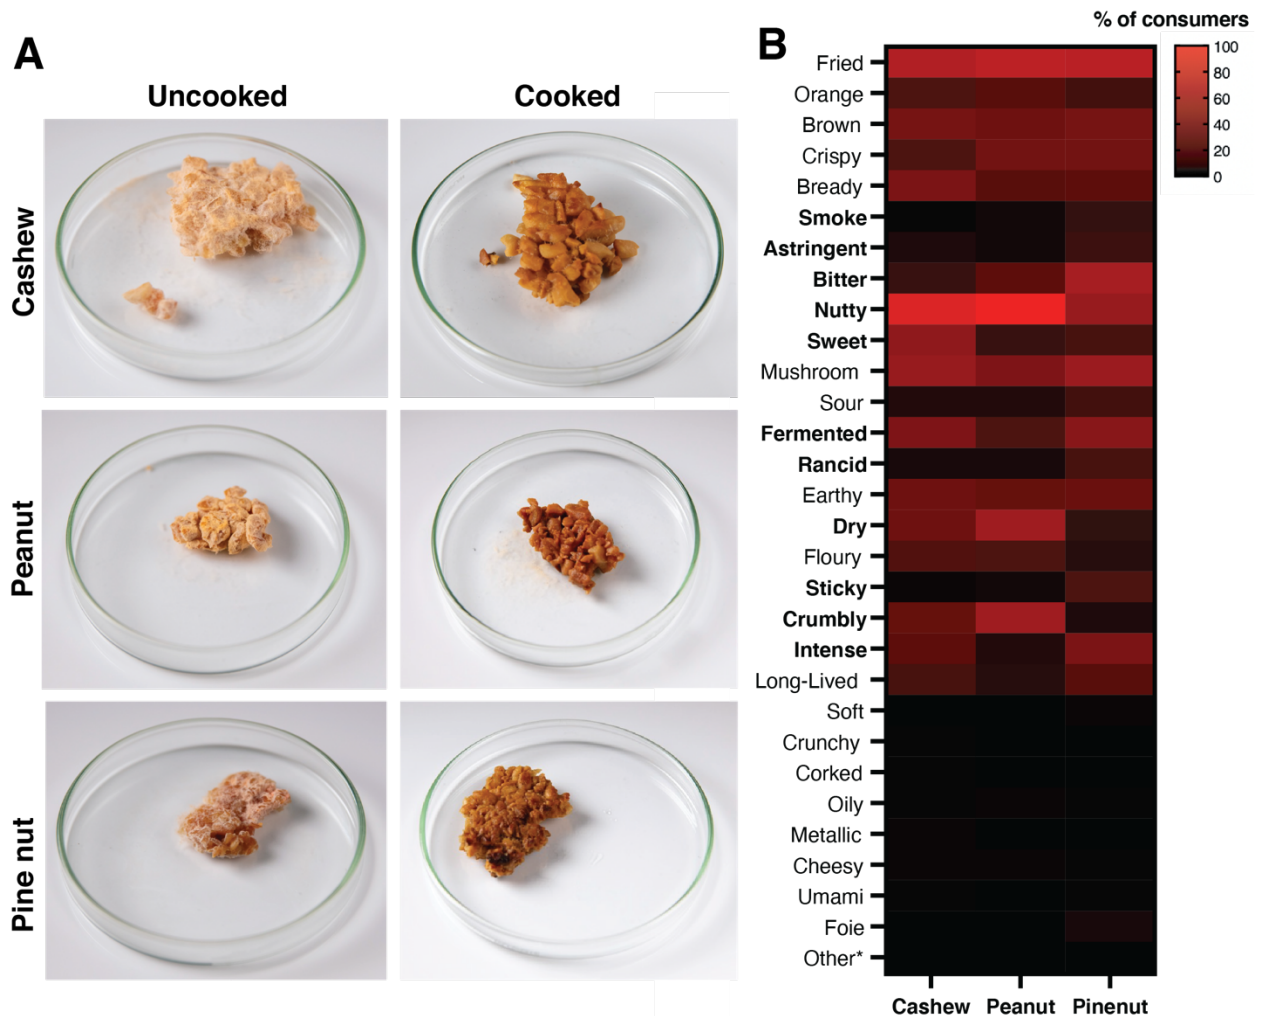 A
Uncooked
Cooked
Cashew
Peanut
Pine nut
B
% of consumers
100
80
60
40
20
0
Fried
Orange
Brown
Crispy
Bready
Smoke
Astringent
Bitter
Nutty
Sweet
Mushroom
Sour
Fermented
Rancid
Earthy
Dry
Floury
Sticky
Crumbly
Intense
Long-Lived
Soft
Crunchy
Corked
Oily
Metallic
Cheesy
Umami
Foie
Other*
Cashew Peanut Pinenut